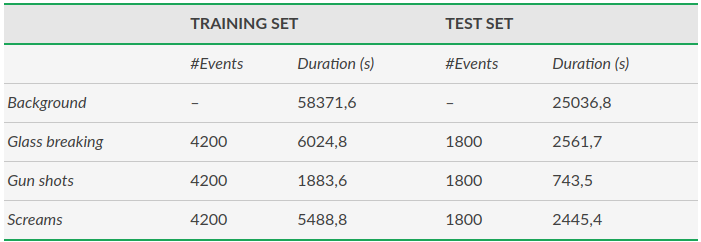 TRAINING SET TEST SET
#Events Duration (s) #Events Duration (s)
Background – 58371,6 – 25036,8
Glass breaking 4200 6024,8 1800 2561,7
Gun shots 4200 1883,6 1800 743,5
Screams 4200 5488,8 1800 2445,4